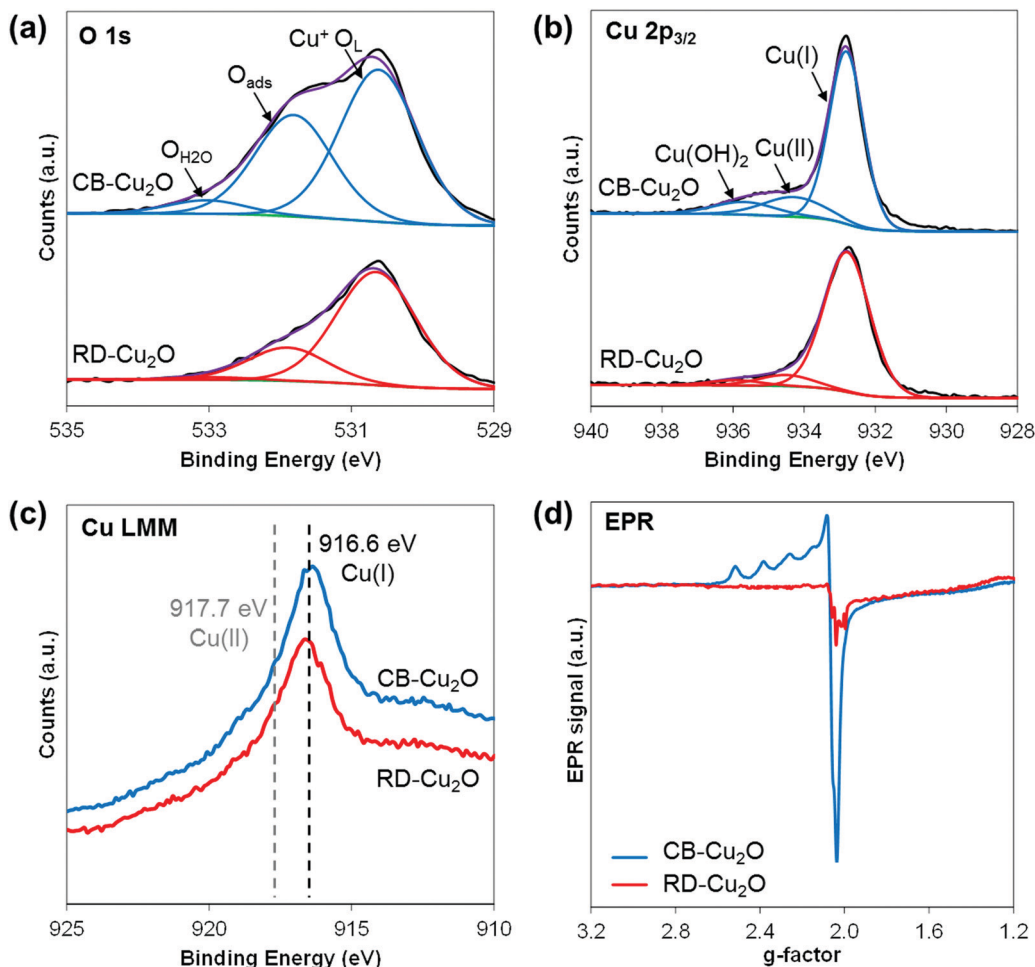 (a) O 1s
Cu⁺ O_L
O_ads
O_H2O
CB-Cu₂O
RD-Cu₂O
Counts (a.u.)
535 533 531 529
Binding Energy (eV)
(b) Cu 2p₃/₂
Cu(I)
Cu(OH)₂ Cu(II)
CB-Cu₂O
RD-Cu₂O
Counts (a.u.)
940 938 936 934 932 930 928
Binding Energy (eV)
(c) Cu LMM
916.6 eV
Cu(I)
917.7 eV
Cu(II)
CB-Cu₂O
RD-Cu₂O
Counts (a.u.)
925 920 915 910
Binding Energy (eV)
(d) EPR
EPR signal (a.u.)
CB-Cu₂O
RD-Cu₂O
3.2 2.8 2.4 2.0 1.6 1.2
g-factor